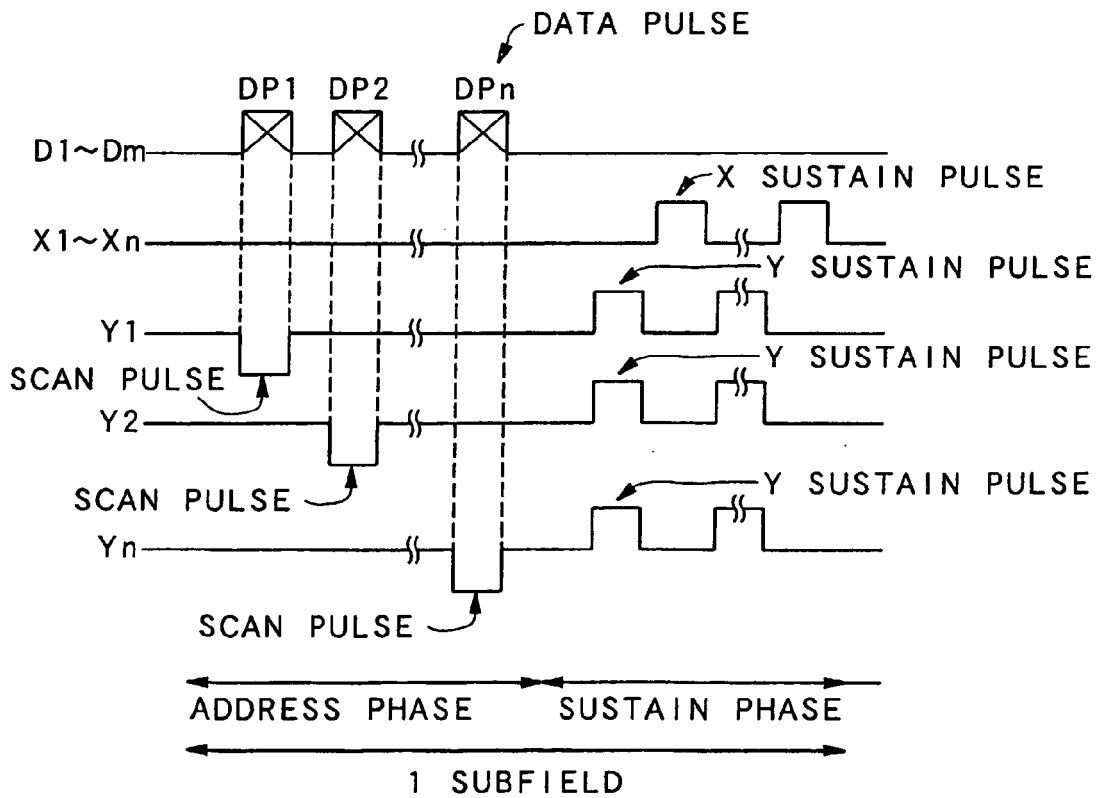 DATA PULSE
DP1 DP2 DPn
D1~Dm
X SUSTAIN PULSE
X1~Xn
Y SUSTAIN PULSE
Y1
Y SUSTAIN PULSE
SCAN PULSE
Y2
Y SUSTAIN PULSE
SCAN PULSE
Yn
SCAN PULSE
ADDRESS PHASE SUSTAIN PHASE
1 SUBFIELD